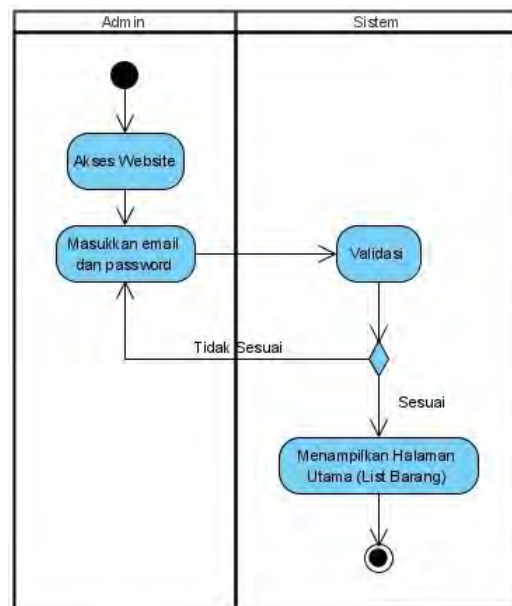 Admin
Sistem
Akses Website
Masukkan email
dan password
Validasi
Tidak Sesuai
Sesuai
Menampilkan Halaman
Utama (List Barang)